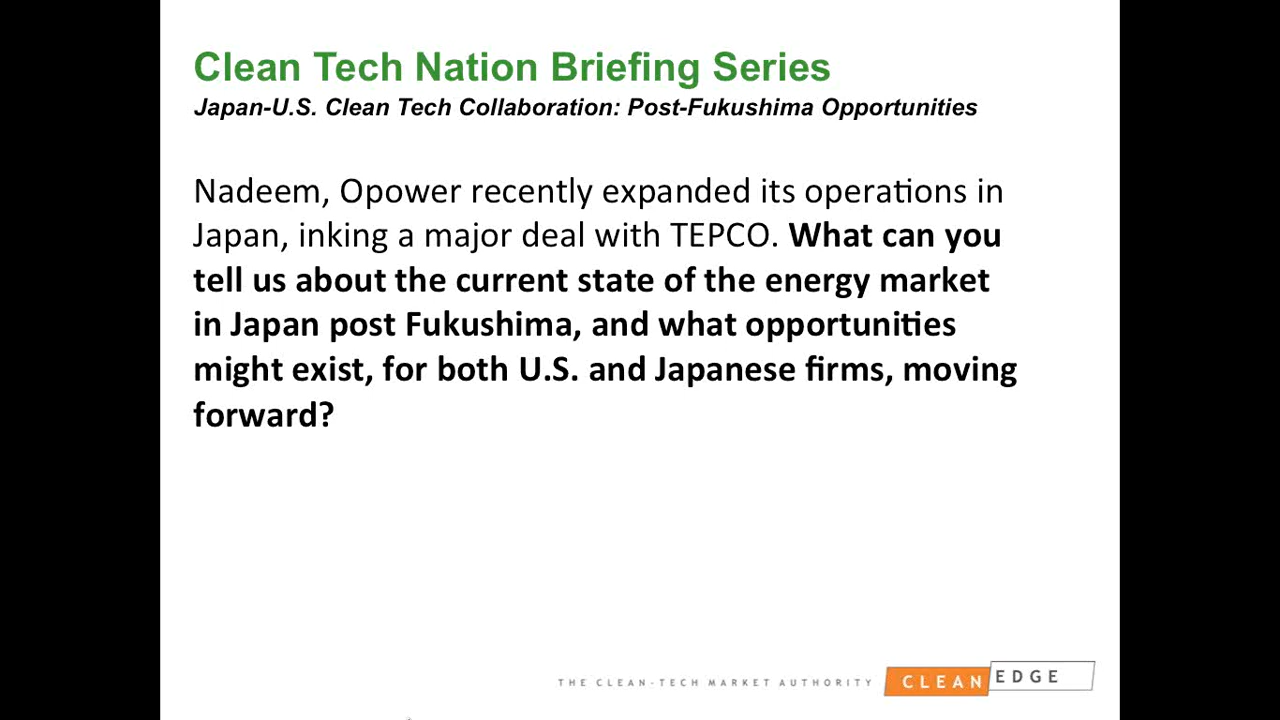 Clean Tech Nation Briefing Series
Japan-U.S. Clean Tech Collaboration: Post-Fukushima Opportunities
Nadeem, Opower recently expanded its operations in
Japan, inking a major deal with TEPCO. What can you
tell us about the current state of the energy market
in Japan post Fukushima, and what opportunities
might exist, for both U.S. and Japanese firms, moving
forward?
THE CLEAN-TECH MARKET AUTHORITY CLEAN EDGE